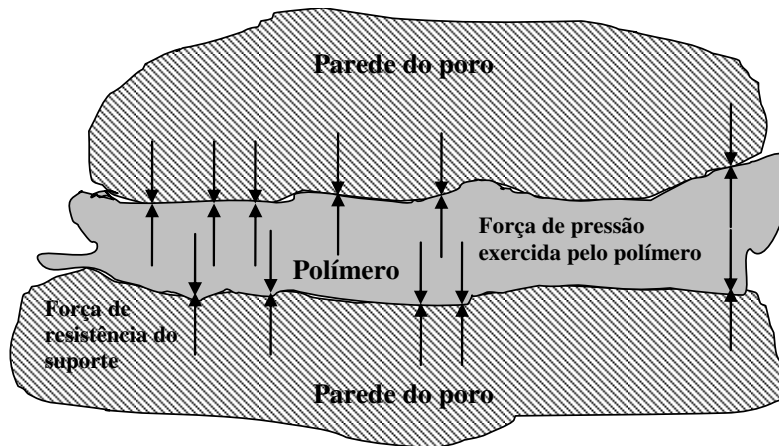 Parede do poro
Força de pressão
exercida pelo polímero
Polímero
Força de
resistência do
suporte
Parede do poro